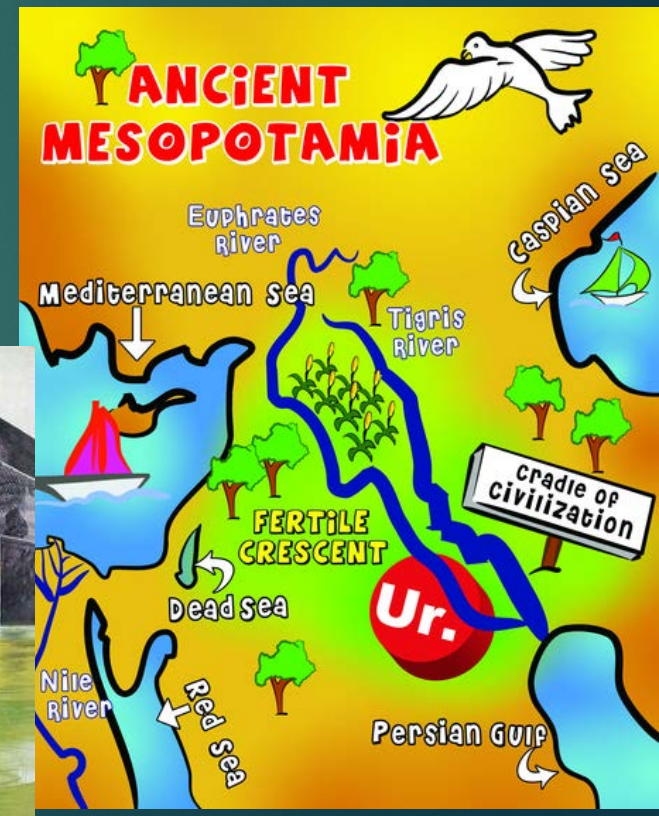 ANCiENT
MESOPOTAMiA
Euphrates
River
Caspian Sea
Mediterranean Sea
Tigris
River
cradle of
civilization
FERTiLE
CRESCENT
Dead Sea
Ur.
Nile
River
Red Sea
Persian Gulf